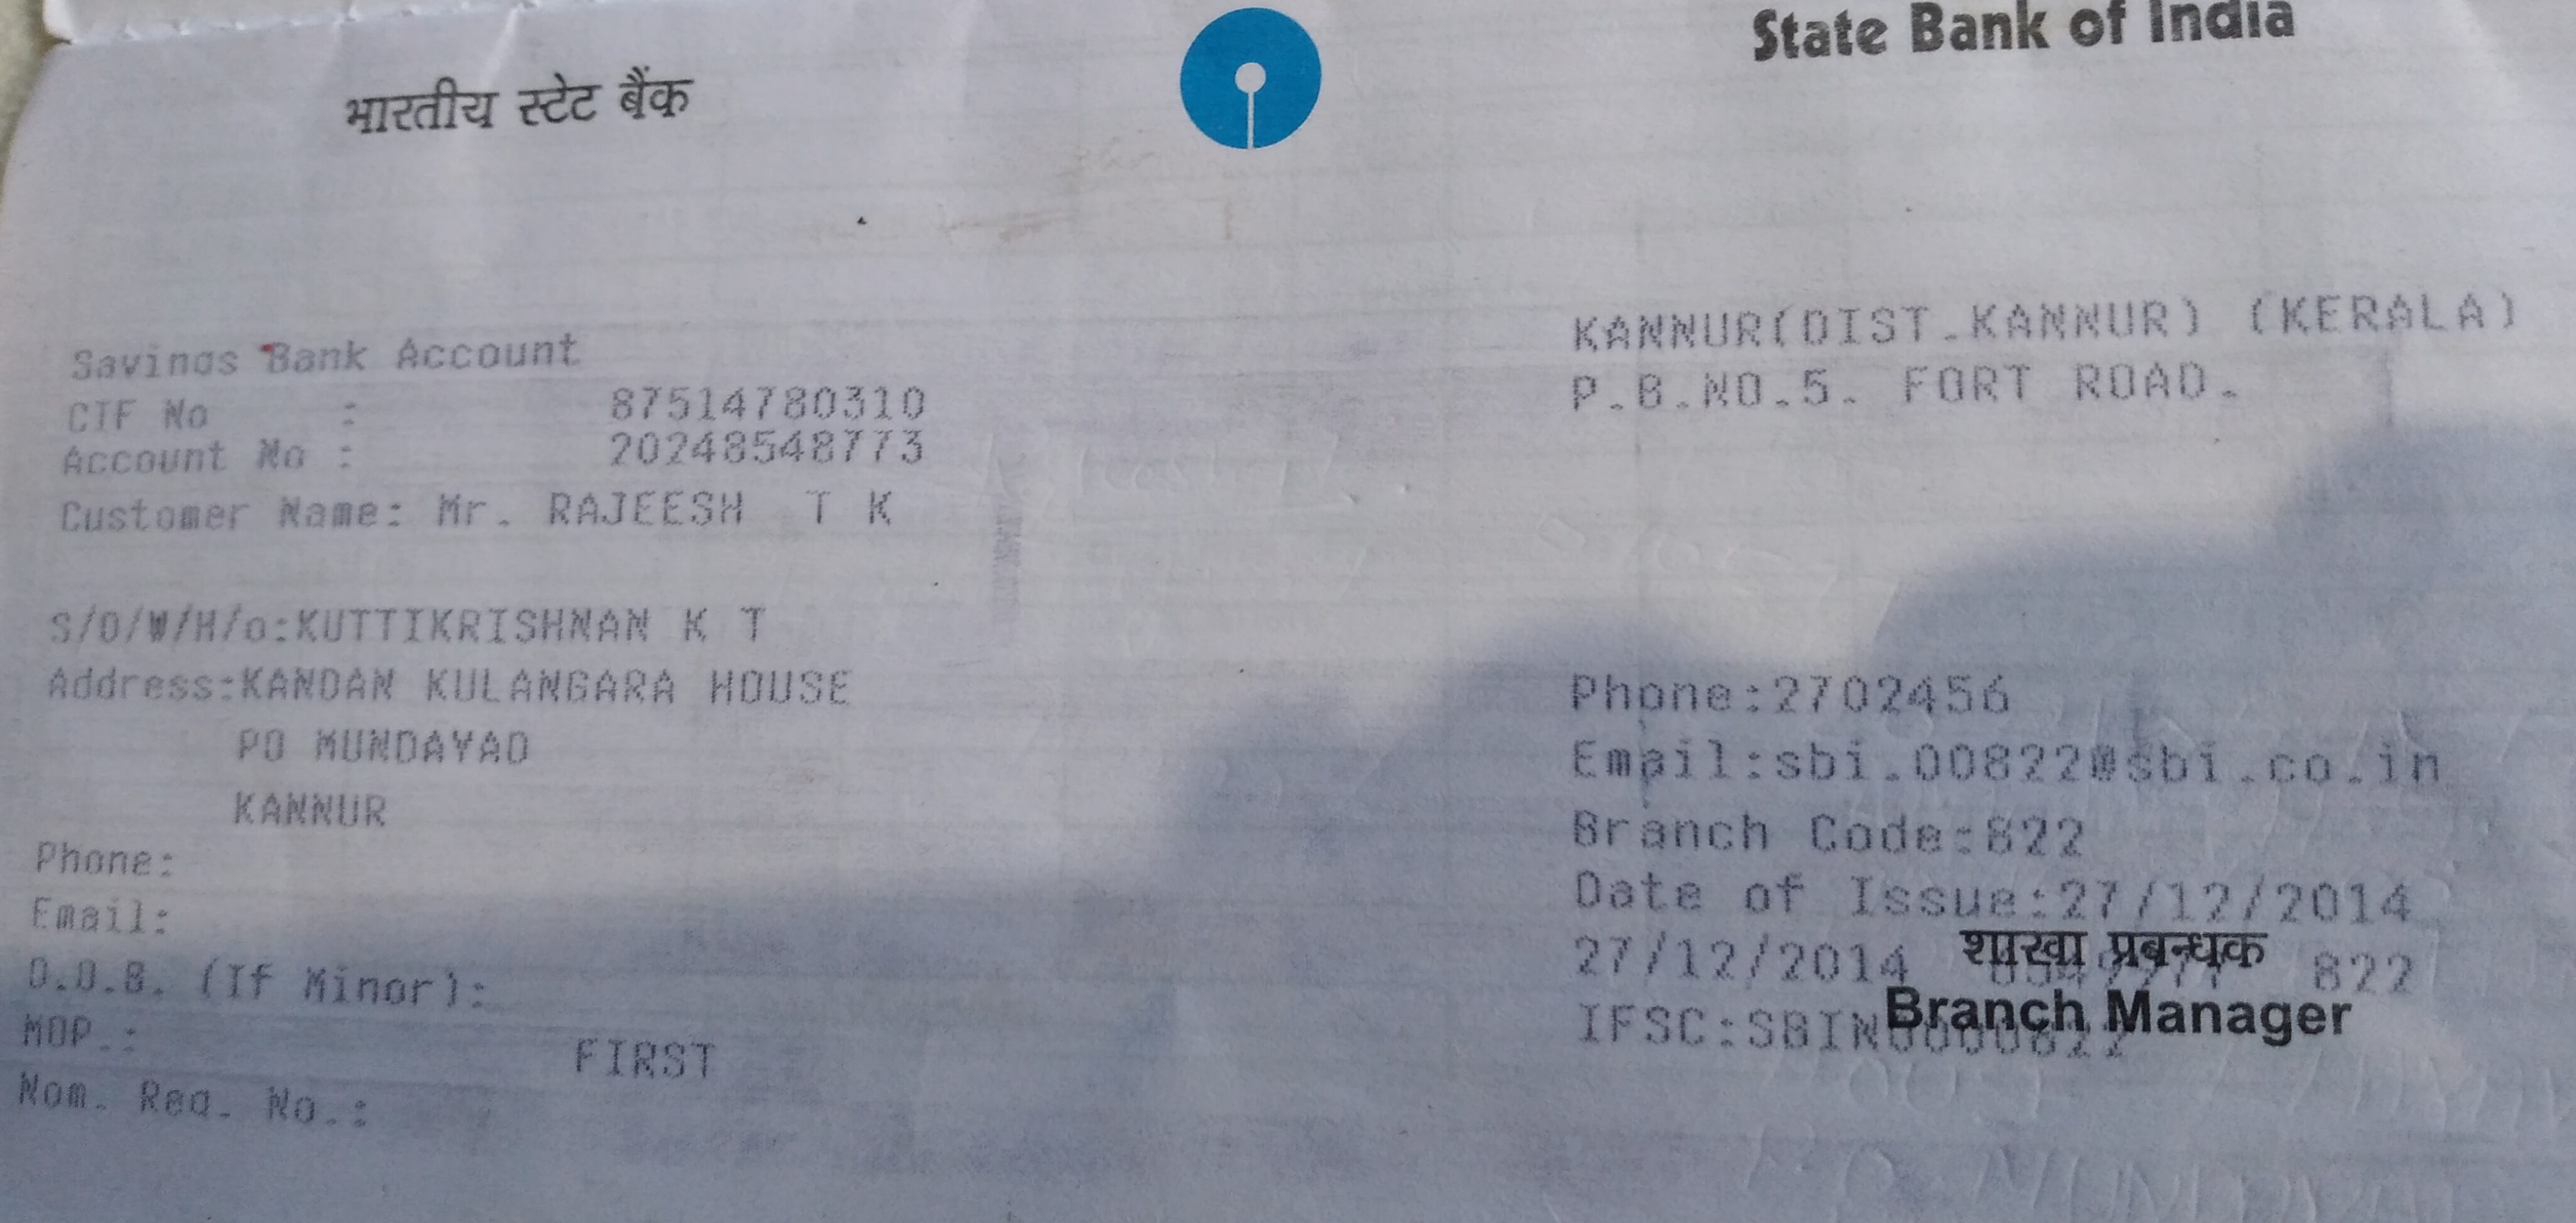 भारतीय स्टेट बैंक
State Bank of India
Savings Bank Account
CIF No : 87514780310
Account No : 20248548773
Customer Name: Mr. RAJEESH T K
S/D/W/H/o:KUTTIKRISHNAN K T
Address:KANDAN KULANGARA HOUSE
PO MUNDAYAD
KANNUR
Phone:
Email:
D.O.B. (If Minor):
MOP.: FIRST
Nom. Reg. No.:
KANNUR(DIST.KANNUR) (KERALA)
P.B.NO.5. FORT ROAD.
Phone:2702456
Email:sbi.00822@sbi.co.in
Branch Code:822
Date of Issue:27/12/2014
27/12/2014 822
शाखा प्रबन्धक
IFSC:SBIN0000822
Branch Manager